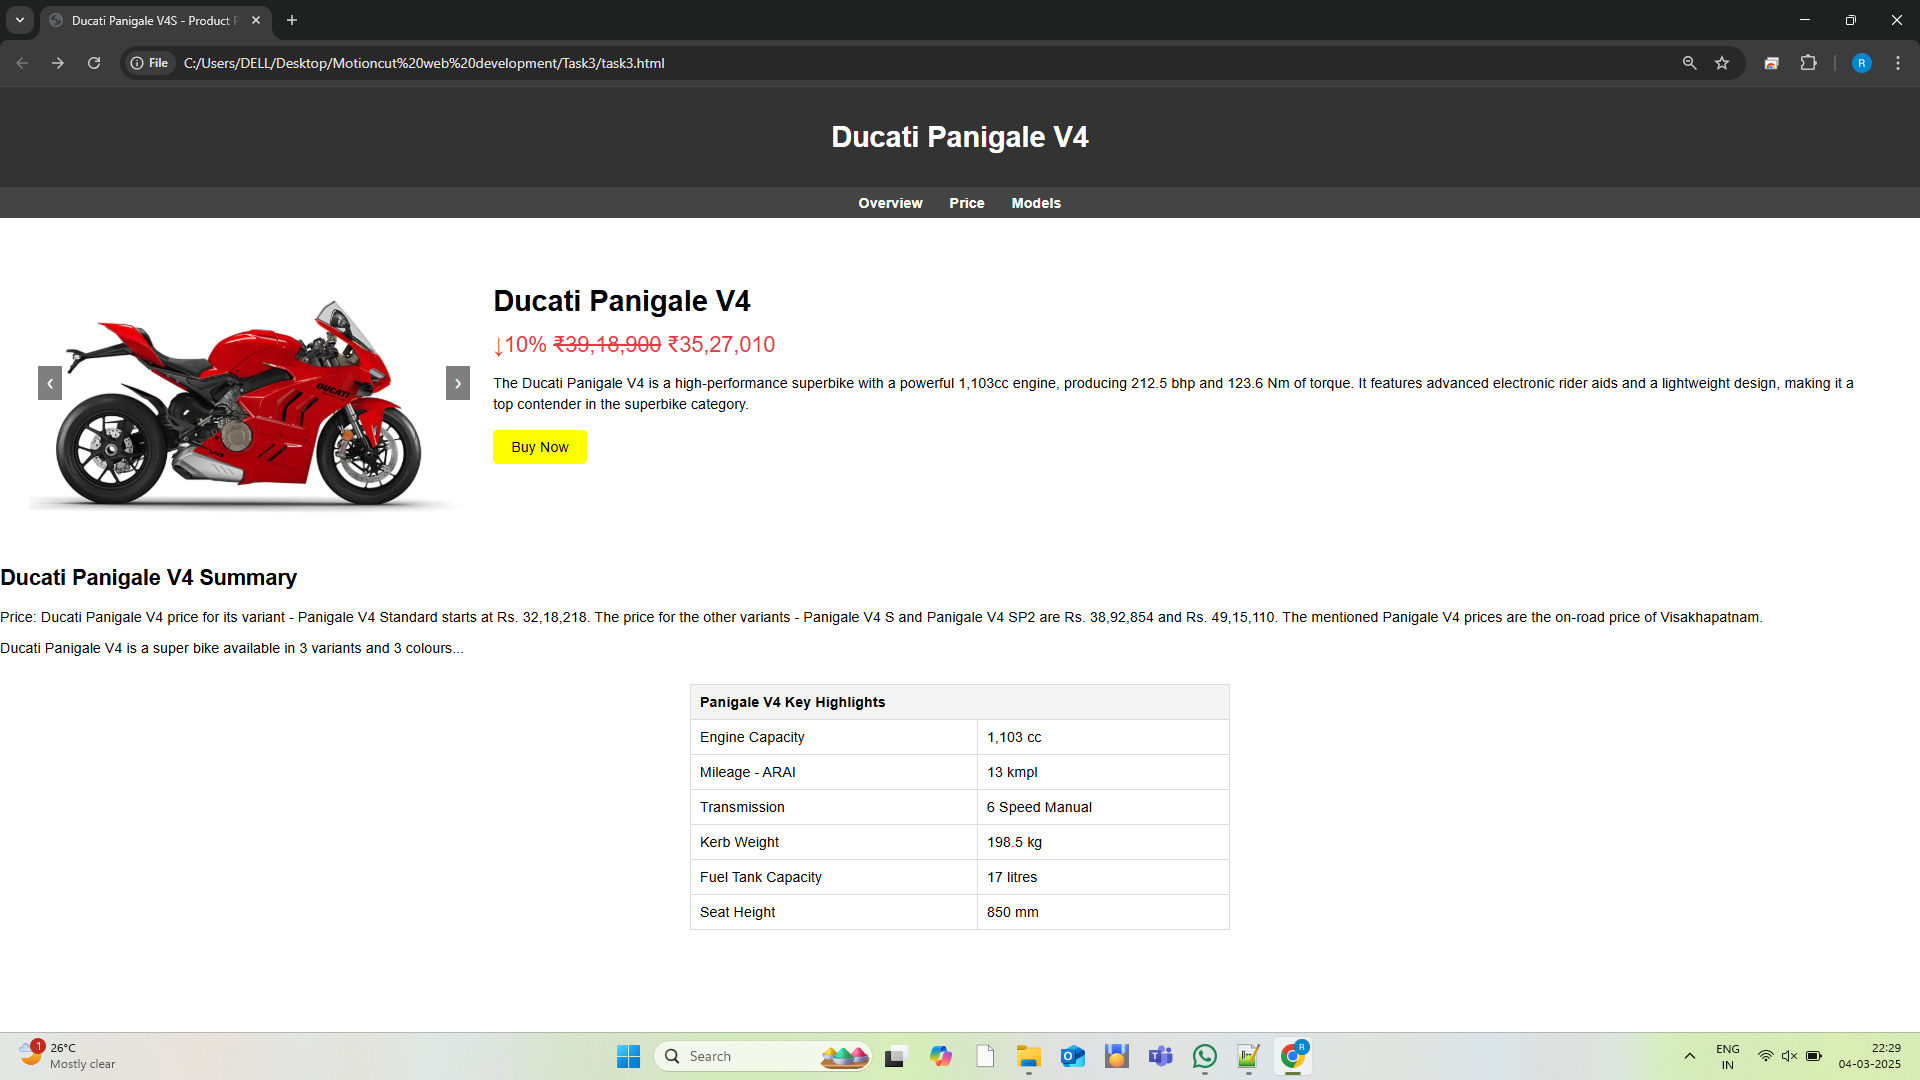 Ducati Panigale V4S - Product
File
C:/Users/DELL/Desktop/Motioncut%20web%20development/Task3/task3.html
R
Ducati Panigale V4
Overview Price Models
Ducati Panigale V4
↓10% ₹39,18,900 ₹35,27,010
The Ducati Panigale V4 is a high-performance superbike with a powerful 1,103cc engine, producing 212.5 bhp and 123.6 Nm of torque. It features advanced electronic rider aids and a lightweight design, making it a
top contender in the superbike category.
Buy Now
DUCATI
V4
Ducati Panigale V4 Summary
Price: Ducati Panigale V4 price for its variant - Panigale V4 Standard starts at Rs. 32,18,218. The price for the other variants - Panigale V4 S and Panigale V4 SP2 are Rs. 38,92,854 and Rs. 49,15,110. The mentioned Panigale V4 prices are the on-road price of Visakhapatnam.
Ducati Panigale V4 is a super bike available in 3 variants and 3 colours...
Panigale V4 Key Highlights
Engine Capacity 1,103 cc
Mileage - ARAI 13 kmpl
Transmission 6 Speed Manual
Kerb Weight 198.5 kg
Fuel Tank Capacity 17 litres
Seat Height 850 mm
1
26°C
Mostly clear
Search
R
ENG
IN
22:29
04-03-2025